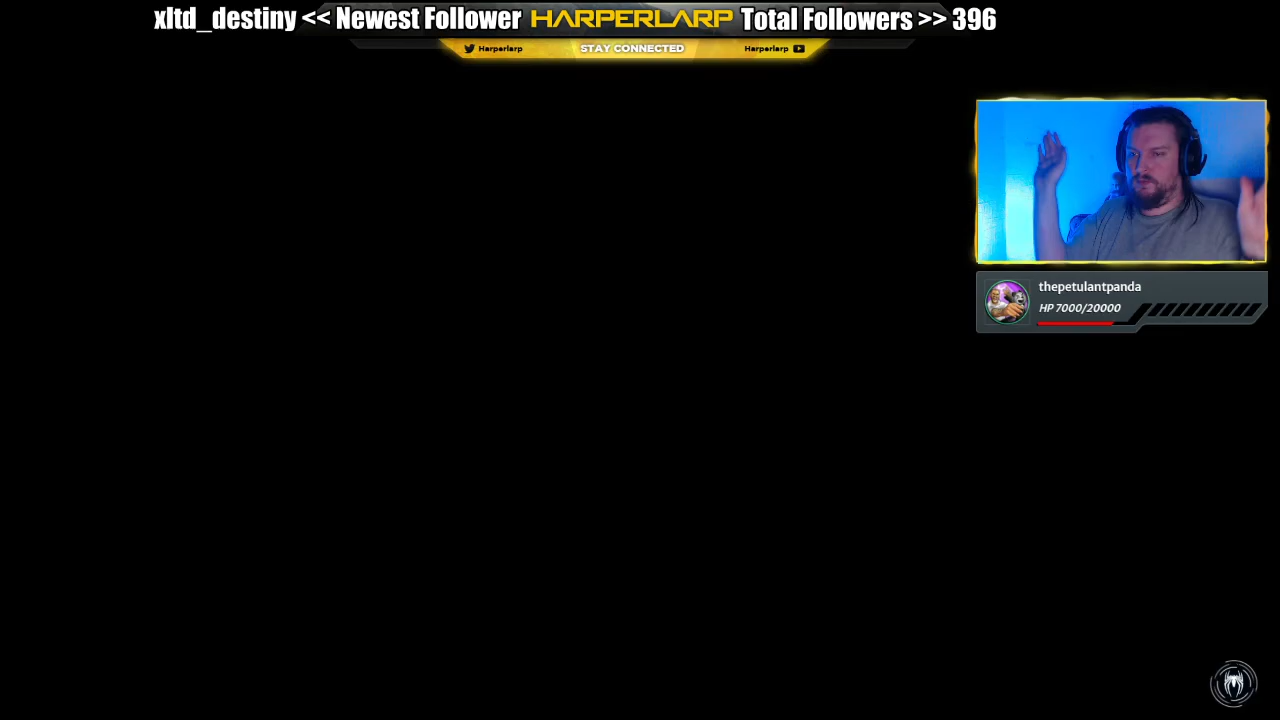 xltd_destiny << Newest Follower HARPERLARP Total Followers >> 396
Harperlarp STAY CONNECTED Harperlarp
thepetulantpanda
HP 7000/20000